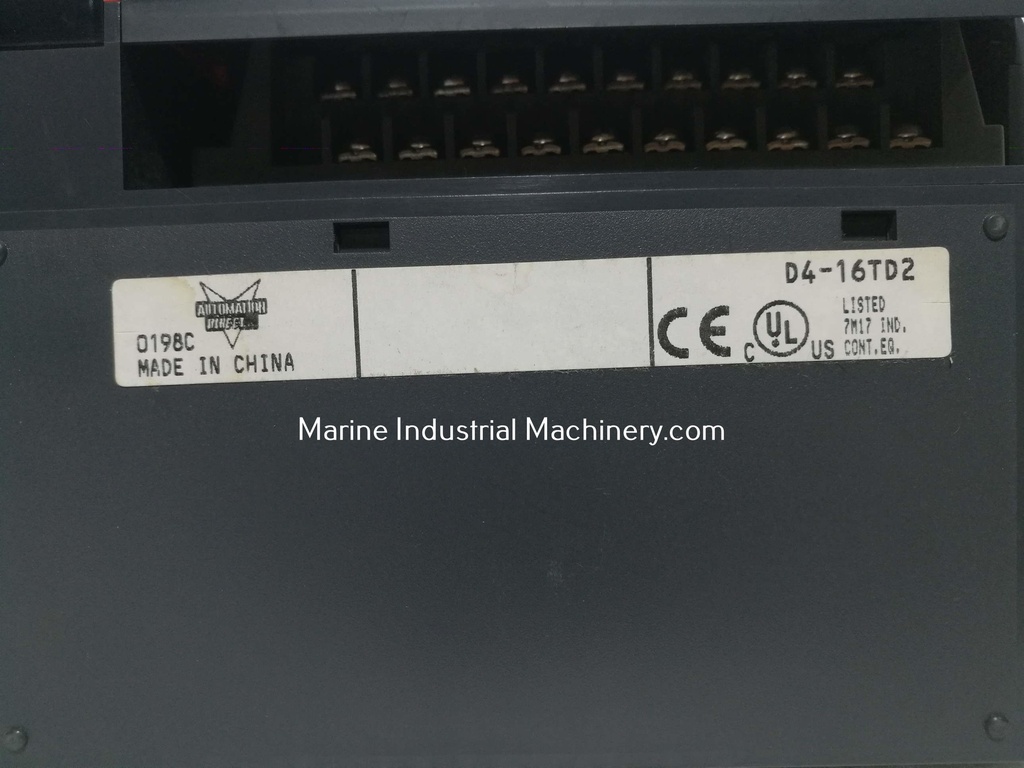 D4-16TD2
AUTOMATION
DIRECT
0198C
MADE IN CHINA
CE
C UL US
LISTED
7M17 IND.
CONT.EQ.
Marine Industrial Machinery.com